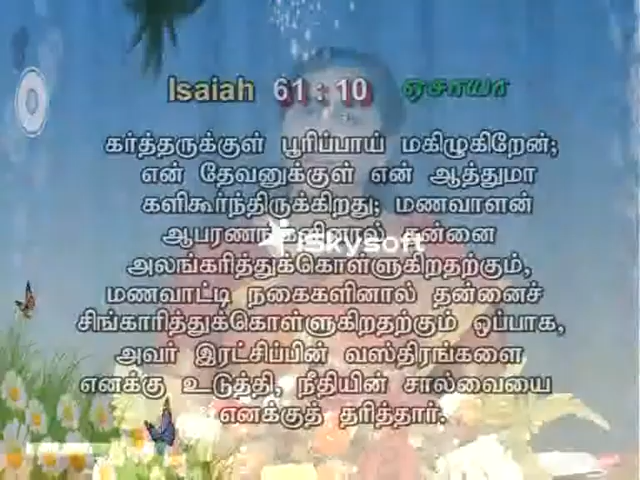 Isaiah 61 : 10 ஏசாயா
கர்த்தருக்குள் பூரிப்பாய் மகிழுகிறேன்;
என் தேவனுக்குள் என் ஆத்துமா
களிகூர்ந்திருக்கிறது; மணவாளன்
தன்னை
iSkysoft
அலங்கரித்துக்கொள்ளுகிறதற்கும்,
மணவாட்டி நகைகளினால் தன்னைச்
சிங்காரித்துக்கொள்ளுகிறதற்கும் ஒப்பாக,
அவர் இரட்சிப்பின் வஸ்திரங்களை
எனக்கு உடுத்தி, நீதியின் சால்வையை
எனக்குத் தரித்தார்.